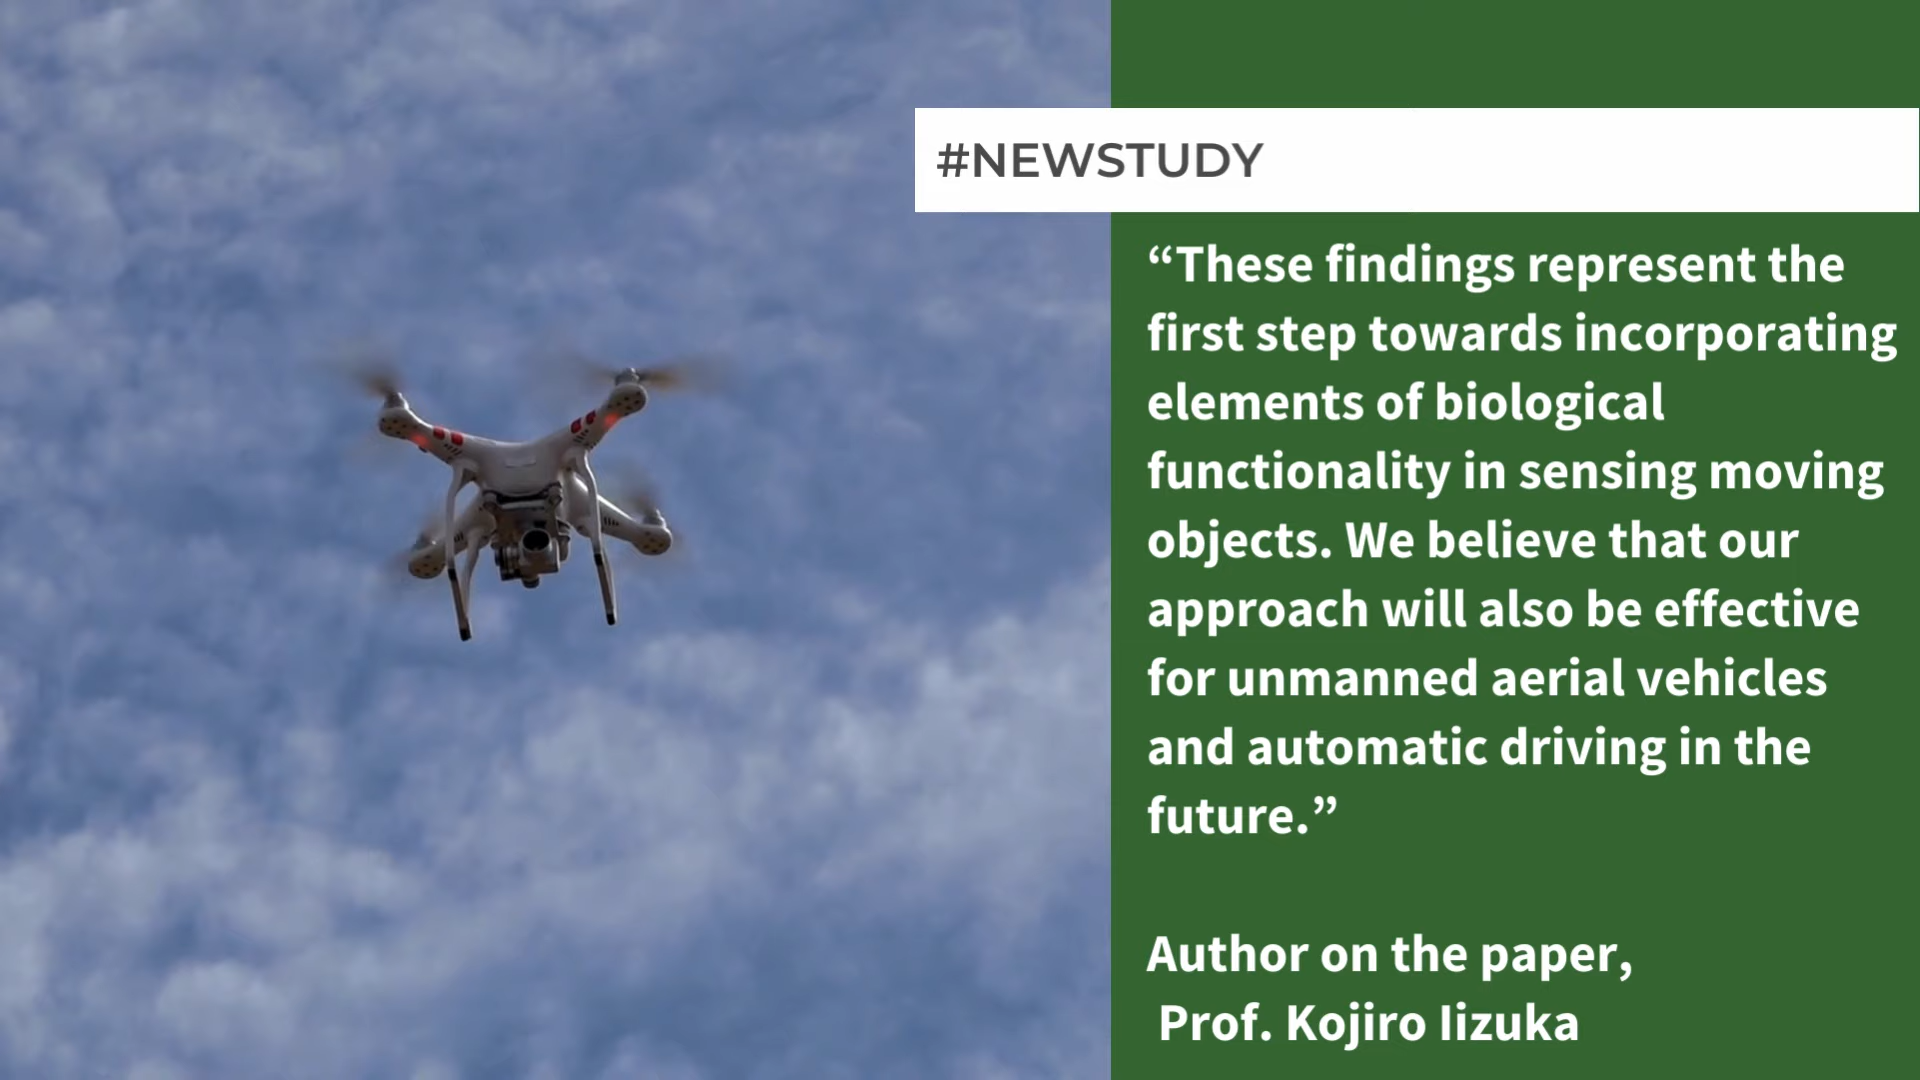 #NEWSTUDY
“These findings represent the
first step towards incorporating
elements of biological
functionality in sensing moving
objects. We believe that our
approach will also be effective
for unmanned aerial vehicles
and automatic driving in the
future.”
Author on the paper,
Prof. Kojiro Iizuka